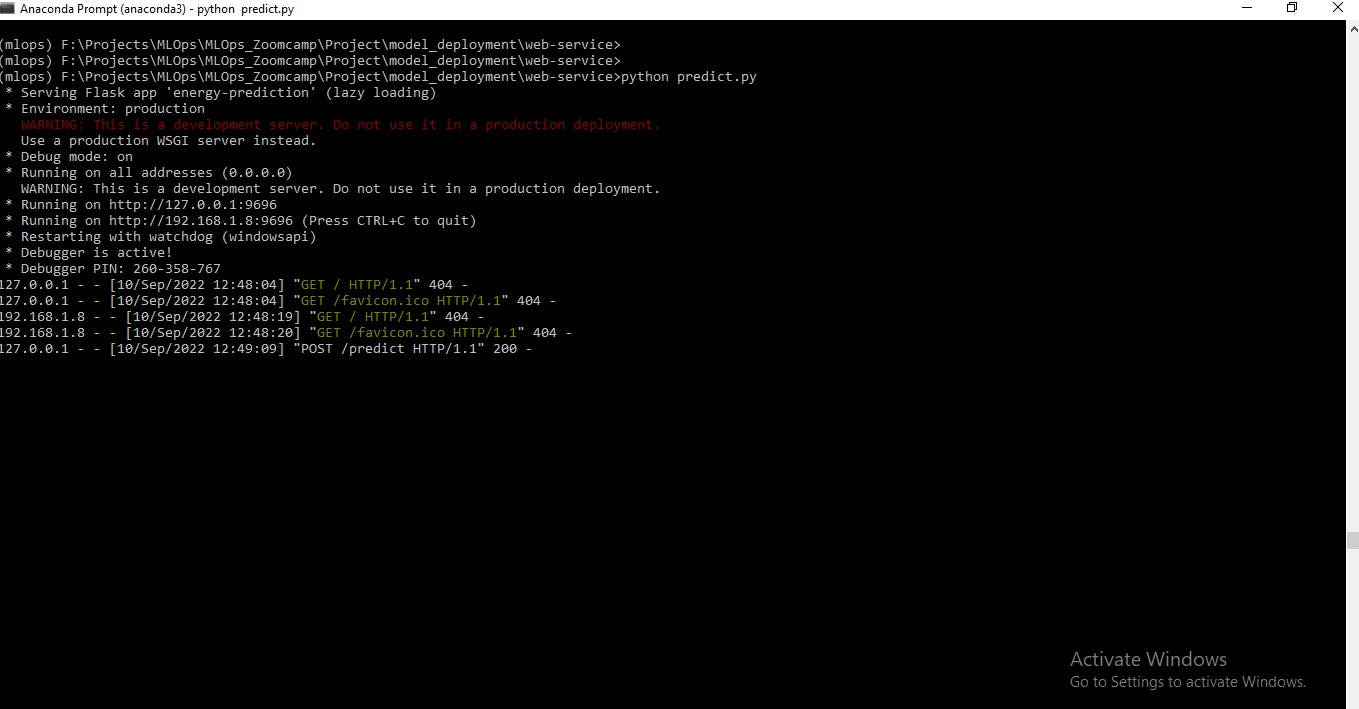 Anaconda Prompt (anaconda3) - python  predict.py
(mlops) F:\Projects\MLOps\MLOps_Zoomcamp\Project\model_deployment\web-service>
(mlops) F:\Projects\MLOps\MLOps_Zoomcamp\Project\model_deployment\web-service>
(mlops) F:\Projects\MLOps\MLOps_Zoomcamp\Project\model_deployment\web-service>python predict.py
* Serving Flask app 'energy-prediction' (lazy loading)
* Environment: production
WARNING: This is a development server. Do not use it in a production deployment.
Use a production WSGI server instead.
* Debug mode: on
* Running on all addresses (0.0.0.0)
WARNING: This is a development server. Do not use it in a production deployment.
* Running on http://127.0.0.1:9696
* Running on http://192.168.1.8:9696 (Press CTRL+C to quit)
* Restarting with watchdog (windowsapi)
* Debugger is active!
* Debugger PIN: 260-358-767
127.0.0.1 - - [10/Sep/2022 12:48:04] "GET / HTTP/1.1" 404 -
127.0.0.1 - - [10/Sep/2022 12:48:04] "GET /favicon.ico HTTP/1.1" 404 -
192.168.1.8 - - [10/Sep/2022 12:48:19] "GET / HTTP/1.1" 404 -
192.168.1.8 - - [10/Sep/2022 12:48:20] "GET /favicon.ico HTTP/1.1" 404 -
127.0.0.1 - - [10/Sep/2022 12:49:09] "POST /predict HTTP/1.1" 200 -
Activate Windows
Go to Settings to activate Windows.